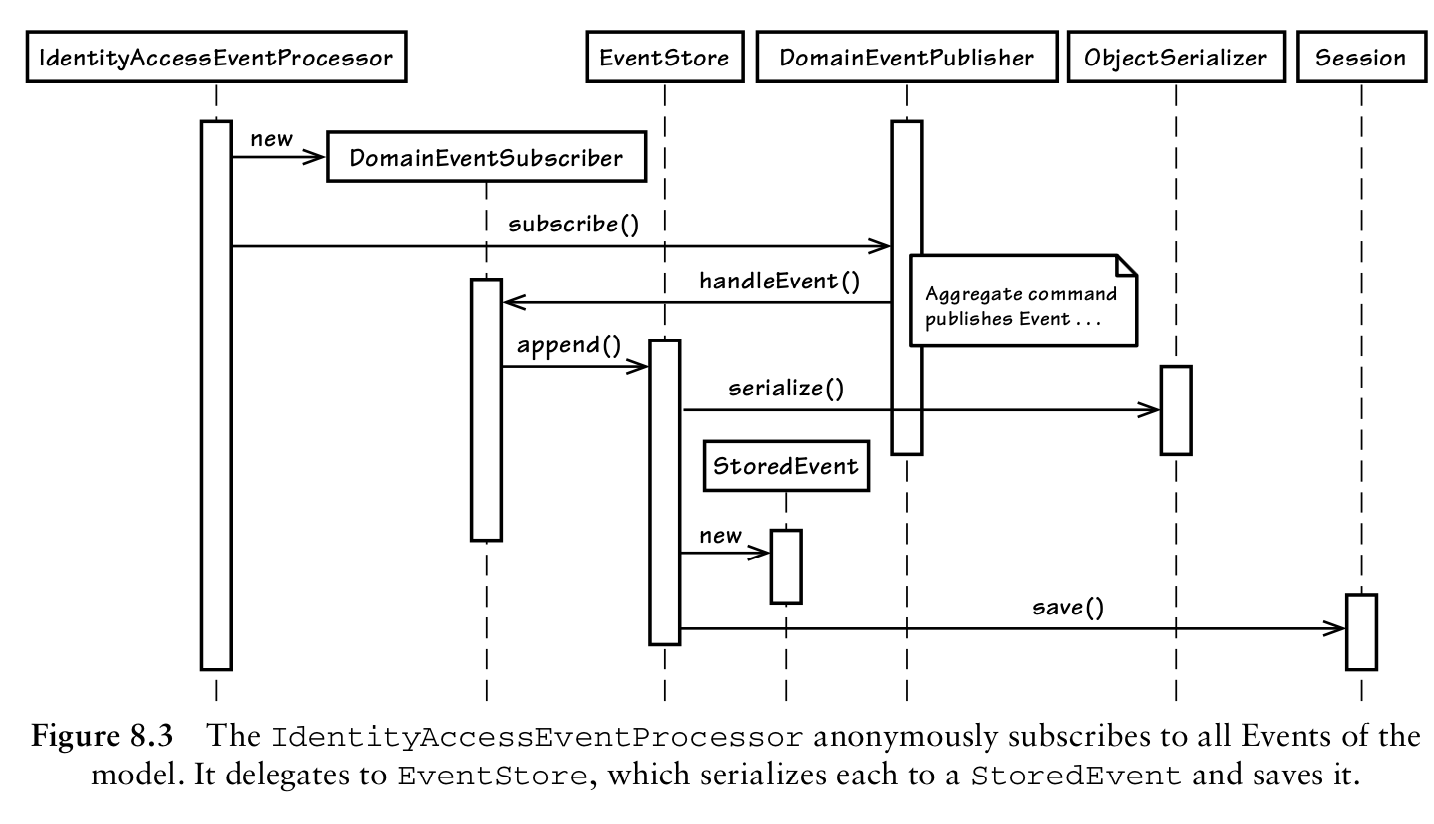 IdentityAccessEventProcessor
EventStore
DomainEventPublisher
ObjectSerializer
Session
new
DomainEventSubscriber
subscribe()
handleEvent()
Aggregate command
publishes Event . . .
append()
serialize()
StoredEvent
new
save()
Figure 8.3 The IdentityAccessEventProcessor anonymously subscribes to all Events of the
model. It delegates to EventStore, which serializes each to a StoredEvent and saves it.